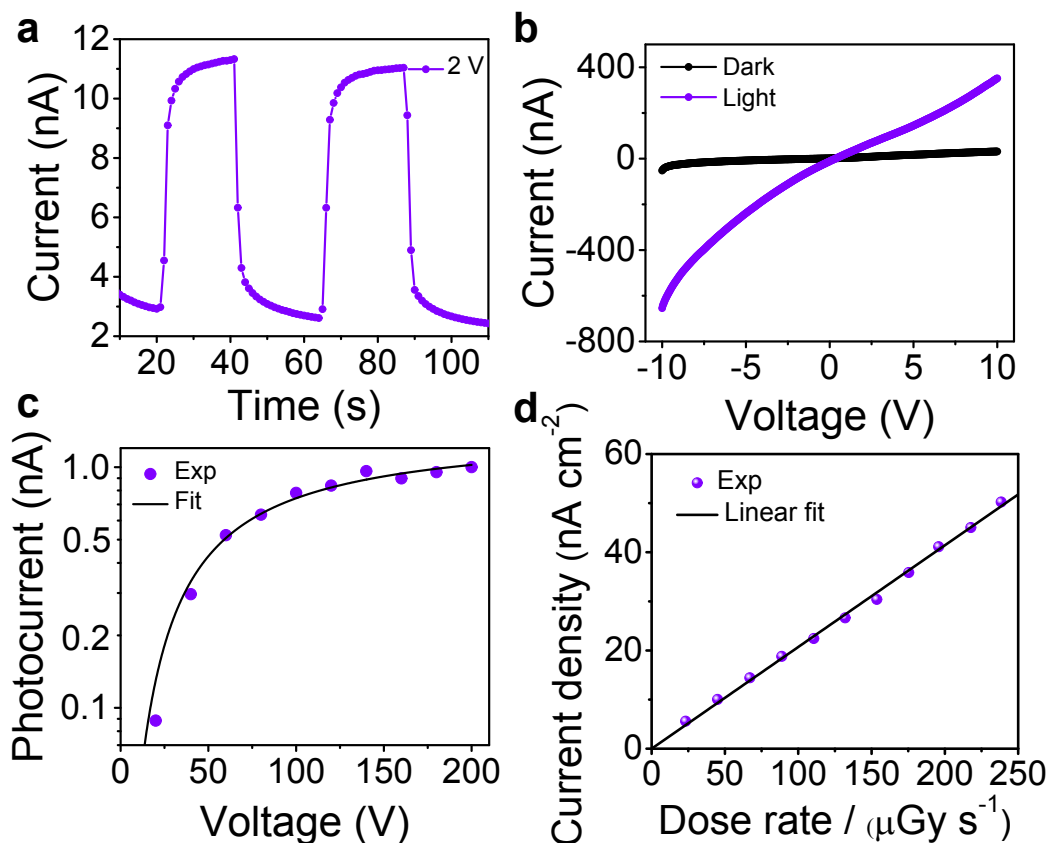 a
12
10
8
6
4
2
Current (nA)
2 V
20 40 60 80 100
Time (s)
b
400
0
-400
-800
Current (nA)
Dark
Light
-10 -5 0 5 10
Voltage (V)
c
1.0
0.5
0.2
0.1
Photocurrent (nA)
Exp
Fit
0 50 100 150 200
Voltage (V)
d
60
40
20
0
Current density (nA cm⁻²)
Exp
Linear fit
0 50 100 150 200 250
Dose rate / (μGy s⁻¹)